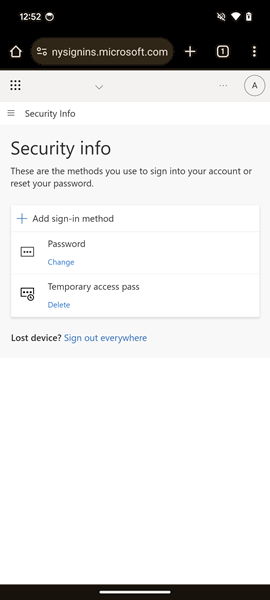 12:52
nysignins.microsoft.com
1
A
Security Info
Security info
These are the methods you use to sign into your account or
reset your password.
Add sign-in method
Password
Change
Temporary access pass
Delete
Lost device? Sign out everywhere